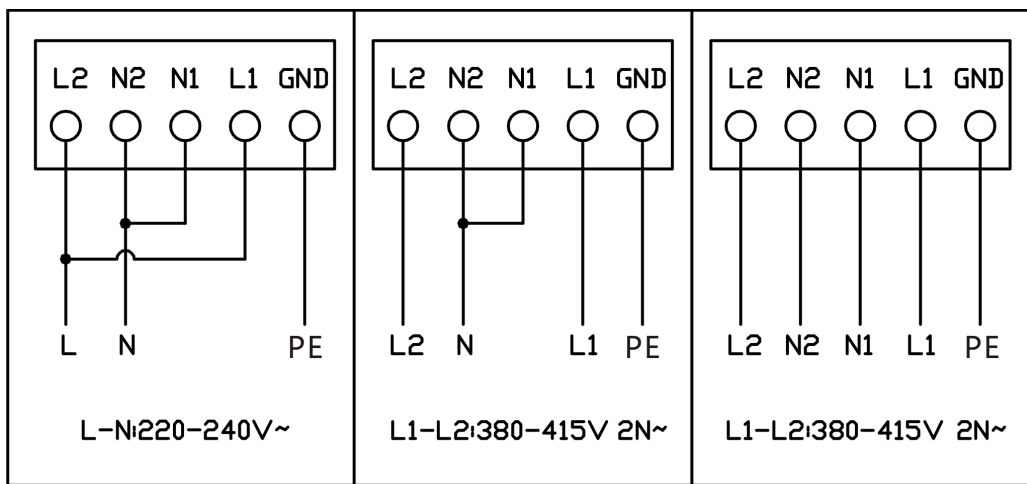 L2 N2 N1 L1 GND
L N PE
L-N:220-240V~
L2 N2 N1 L1 GND
L2 N L1 PE
L1-L2:380-415V 2N~
L2 N2 N1 L1 GND
L2 N2 N1 L1 PE
L1-L2:380-415V 2N~